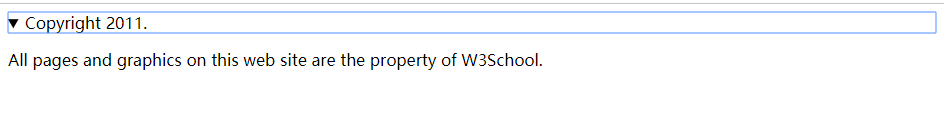 Copyright 2011.
All pages and graphics on this web site are the property of W3School.